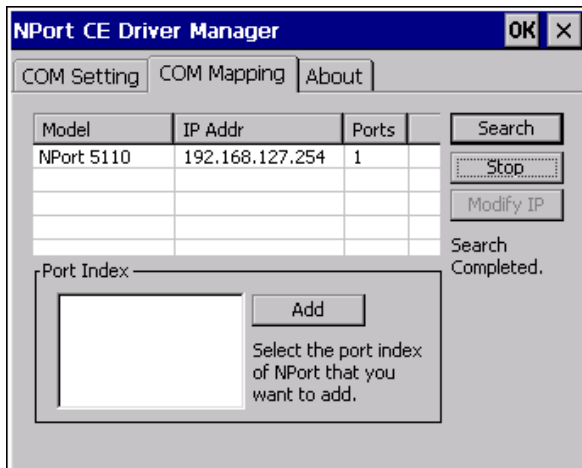 NPort CE Driver Manager OK ×
COM Setting COM Mapping About
Model IP Addr Ports Search
NPort 5110 192.168.127.254 1
Stop
Modify IP
Search
Completed.
Port Index
Add
Select the port index
of NPort that you
want to add.